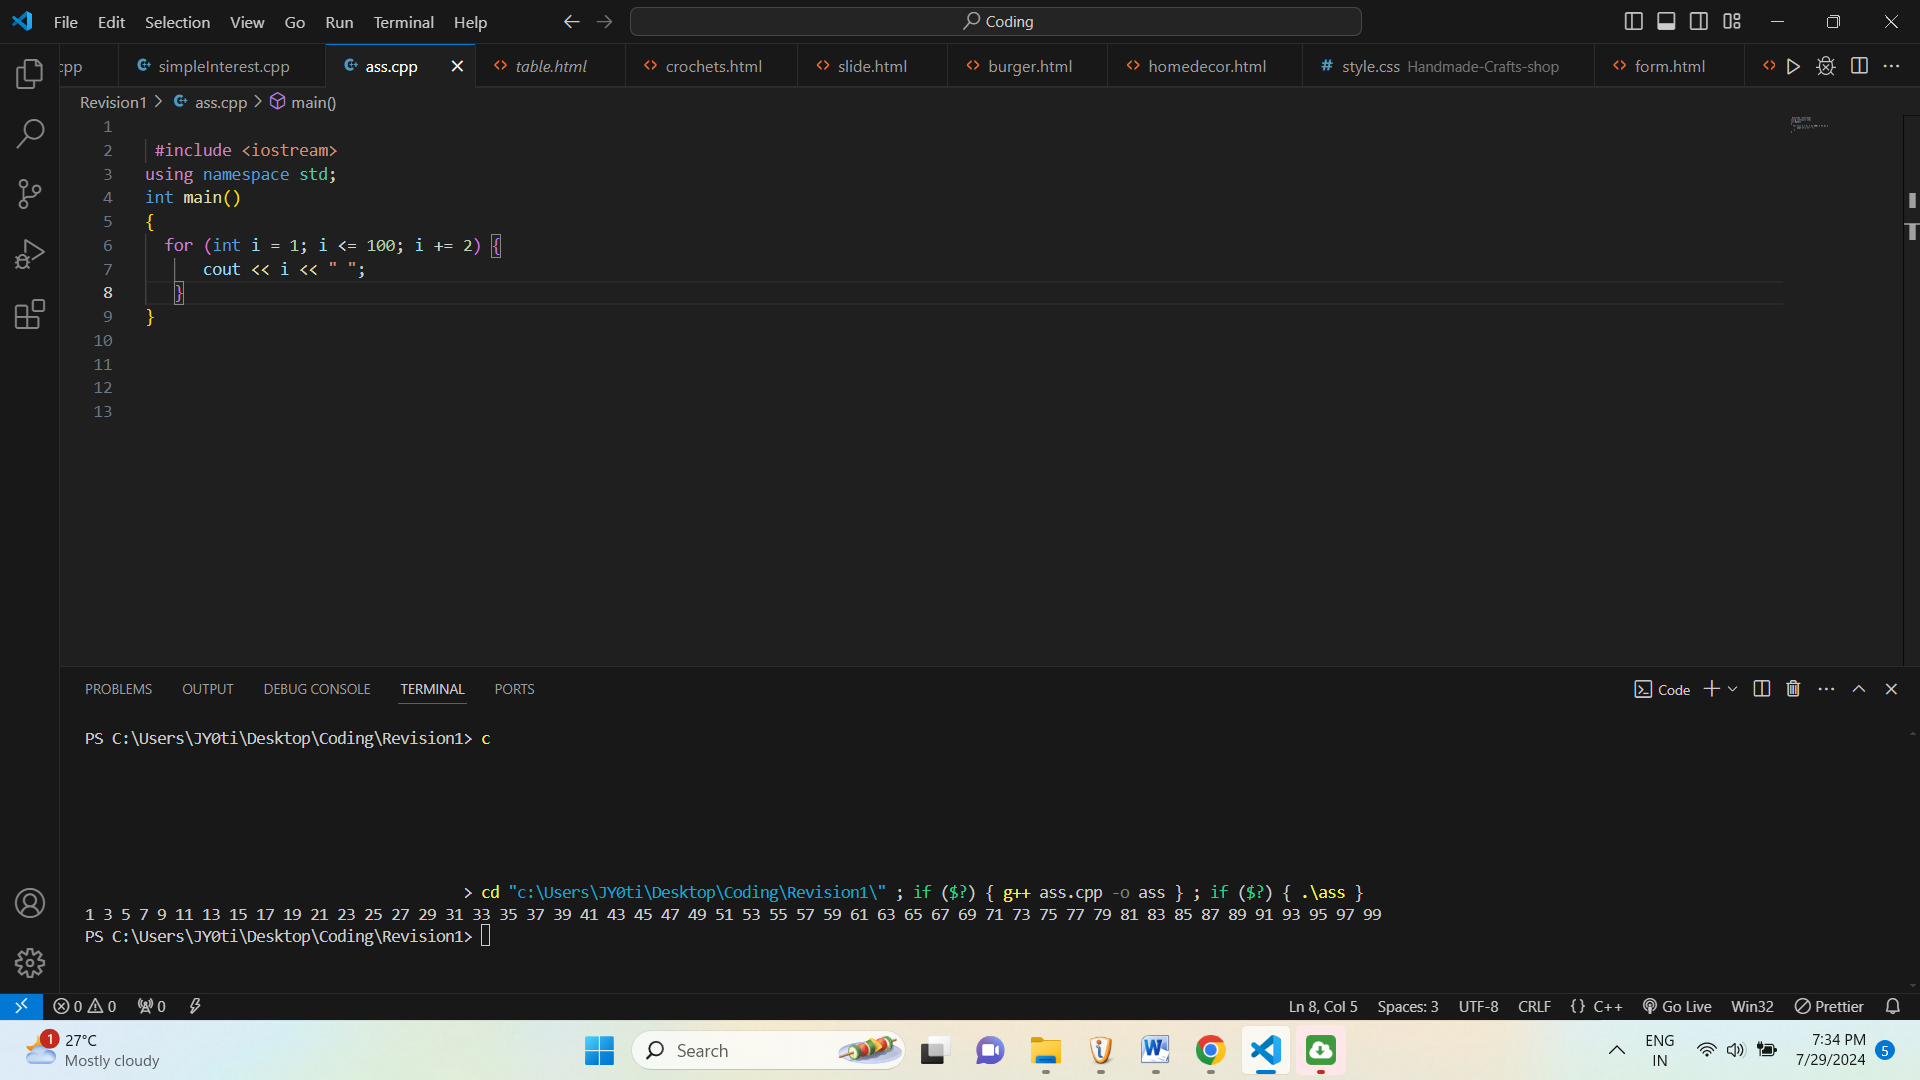 File Edit Selection View Go Run Terminal Help Coding
cpp simpleInterest.cpp ass.cpp table.html crochets.html slide.html burger.html homedecor.html style.css Handmade-Crafts-shop form.html
Revision1 > ass.cpp > main()
1
2 #include <iostream>
3 using namespace std;
4 int main()
5 {
6 for (int i = 1; i <= 100; i += 2) {
7 cout << i << " ";
8 }
9 }
10
11
12
13
PROBLEMS OUTPUT DEBUG CONSOLE TERMINAL PORTS Code
PS C:\Users\JY0ti\Desktop\Coding\Revision1> c
> cd "c:\Users\JY0ti\Desktop\Coding\Revision1\" ; if ($?) { g++ ass.cpp -o ass } ; if ($?) { .\ass }
1 3 5 7 9 11 13 15 17 19 21 23 25 27 29 31 33 35 37 39 41 43 45 47 49 51 53 55 57 59 61 63 65 67 69 71 73 75 77 79 81 83 85 87 89 91 93 95 97 99
PS C:\Users\JY0ti\Desktop\Coding\Revision1>
0 0 0 Ln 8, Col 5 Spaces: 3 UTF-8 CRLF {} C++ Go Live Win32 Prettier
1 27°C
Mostly cloudy
Search
ENG
IN
7:34 PM
7/29/2024
5